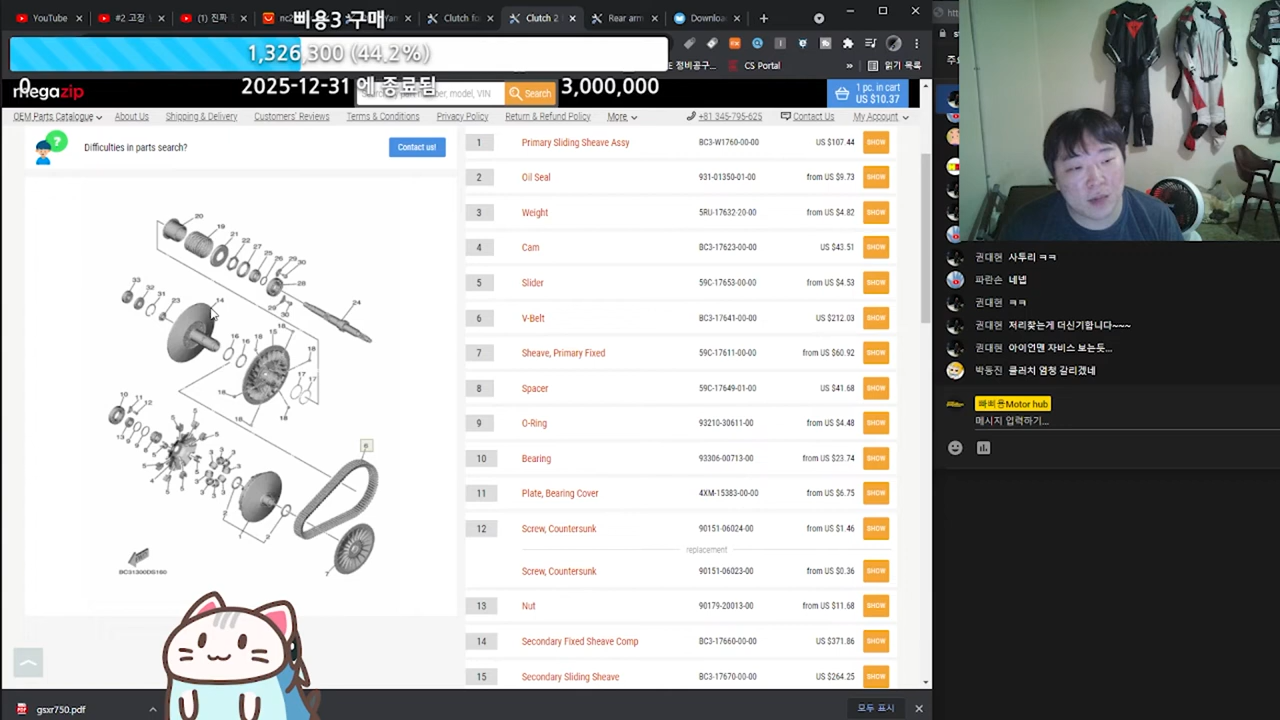 YouTube
#2 고장
(1) 진짜
nc2
삐용3 구매
Clutch fo
Clutch 2
Rear arm
Downloa
1,326,300 (44.2%)
CS Portal
읽기 목록
0
2025-12-31 에 종료됨
3,000,000
megazip
model, VIN
Search
1 pc. in cart
US $10.37
OEM Parts Catalogue
About Us
Shipping & Delivery
Customers' Reviews
Terms & Conditions
Privacy Policy
Return & Refund Policy
More
+81 345-795-625
Contact Us
My Account
Difficulties in parts search?
Contact us!
1 Primary Sliding Sheave Assy BC3-W1760-00-00 US $107.44 SHOW
2 Oil Seal 931-01350-01-00 from US $9.73 SHOW
3 Weight 5RU-17632-20-00 from US $4.82 SHOW
4 Cam BC3-17623-00-00 US $43.51 SHOW
5 Slider 59C-17653-00-00 from US $4.53 SHOW
6 V-Belt BC3-17641-00-00 US $212.03 SHOW
7 Sheave, Primary Fixed 59C-17611-00-00 from US $60.92 SHOW
8 Spacer 59C-17649-01-00 US $41.68 SHOW
9 O-Ring 93210-30611-00 from US $4.48 SHOW
10 Bearing 93306-00713-00 from US $23.74 SHOW
11 Plate, Bearing Cover 4XM-15383-00-00 from US $6.75 SHOW
12 Screw, Countersunk 90151-06024-00 from US $1.46 SHOW
replacement
Screw, Countersunk 90151-06023-00 from US $0.36 SHOW
13 Nut 90179-20013-00 from US $11.68 SHOW
14 Secondary Fixed Sheave Comp BC3-17660-00-00 US $371.86 SHOW
15 Secondary Sliding Sheave BC3-17670-00-00 US $264.25 SHOW
BC31300DS160
gsxr750.pdf
모두 표시
권대현 사투리 ㅋㅋ
파란손 네넵
권대현 ㅋㅋ
권대현 저리찾는게 더신기합니다~~~
권대현 아이언맨 자비스 보는듯...
박동진 클러치 엄청 갈리겠네
빠삐용Motor hub
메시지 입력하기...